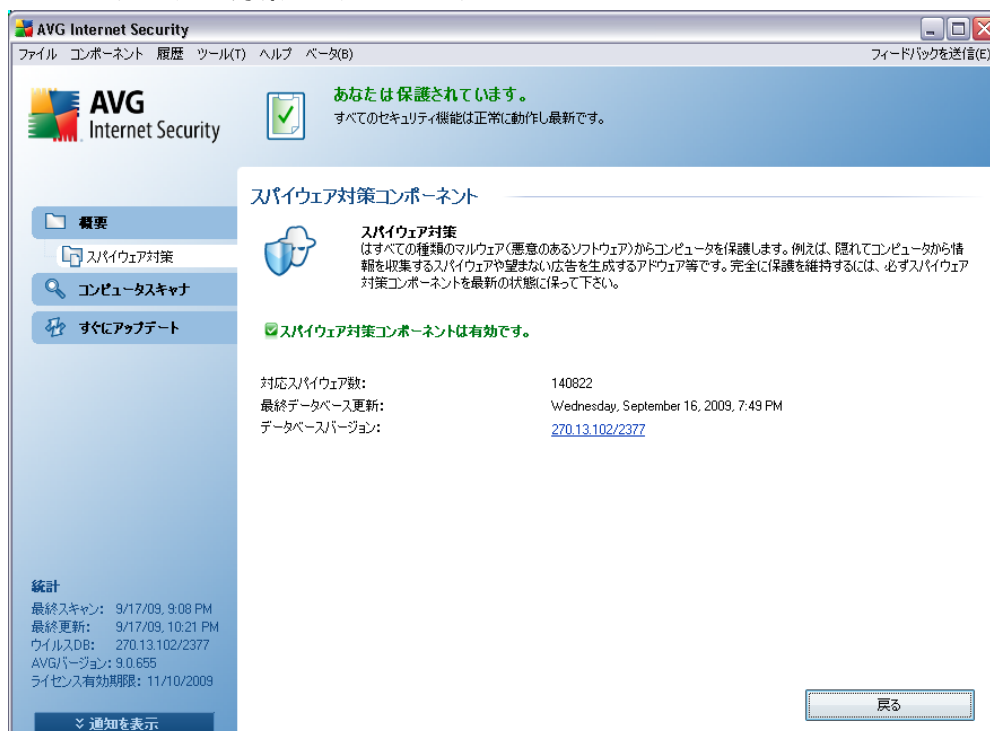 AVG Internet Security
ファイル コンポーネント 履歴 ツール(T) ヘルプ ベータ(B) フィードバックを送信(E)
AVG
Internet Security
あなたは保護されています。
すべてのセキュリティ機能は正常に動作し最新です。
概要
スパイウェア対策
コンピュータスキャナ
すぐにアップデート
スパイウェア対策コンポーネント
スパイウェア対策
はすべての種類のマルウェア(悪意のあるソフトウェア)からコンピュータを保護します。例えば、隠れてコンピュータから情
報を収集するスパイウェアや望まない広告を生成するアドウェア等です。完全に保護を維持するには、必ずスパイウェア
対策コンポーネントを最新の状態に保って下さい。
スパイウェア対策コンポーネントは有効です。
対応スパイウェア数: 140822
最終データベース更新: Wednesday, September 16, 2009, 7:49 PM
データベースバージョン: 270.13.102/2377
統計
最終スキャン: 9/17/09, 9:08 PM
最終更新: 9/17/09, 10:21 PM
ウイルスDB: 270.13.102/2377
AVGバージョン: 9.0.655
ライセンス有効期限: 11/10/2009
通知を表示
戻る